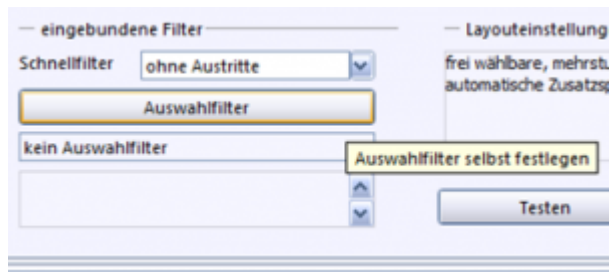 eingebundene Filter
Schnellfilter ohne Austritte
Auswahlfilter
kein Auswahlfilter
Auswahlfilter selbst festlegen
Layouteinstellung
frei wählbare, mehrstu
automatische Zusatzsp
Testen